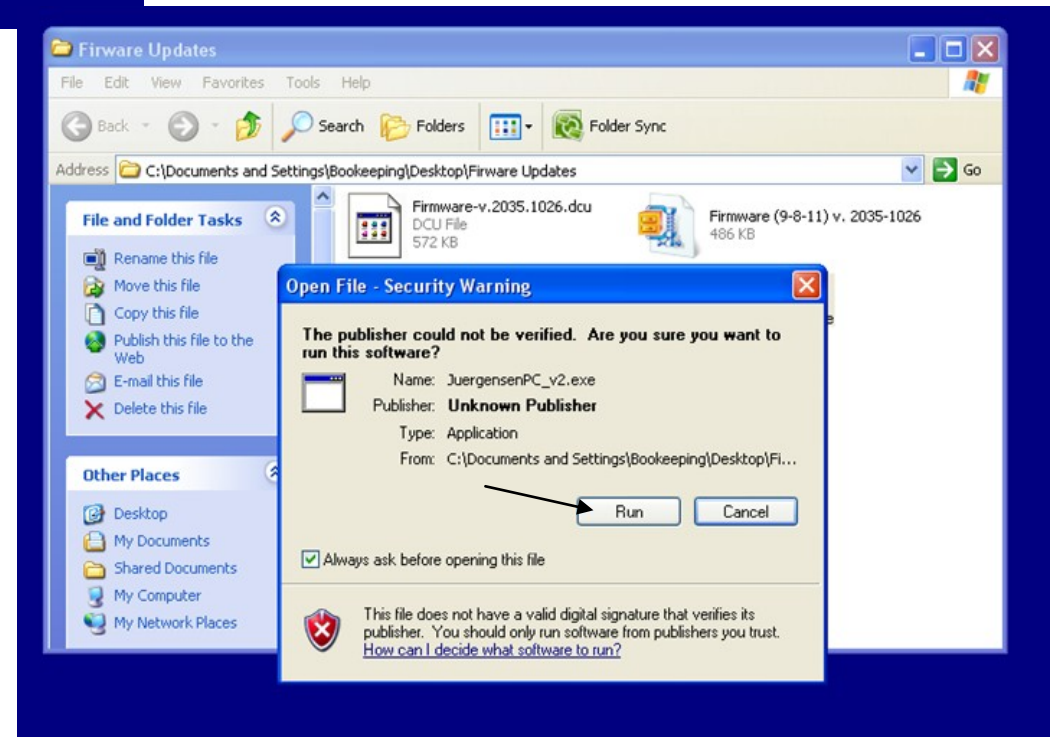 Firware Updates
File Edit View Favorites Tools Help
Back Search Folders Folder Sync
Address C:\Documents and Settings\Bookeeping\Desktop\Firware Updates Go
File and Folder Tasks
Rename this file
Move this file
Copy this file
Publish this file to the
Web
E-mail this file
Delete this file
Other Places
Desktop
My Documents
Shared Documents
My Computer
My Network Places
Firmware-v.2035.1026.dcu
DCU File
572 KB
Firmware (9-8-11) v. 2035-1026
486 KB
Open File - Security Warning
The publisher could not be verified. Are you sure you want to
run this software?
Name: JuergensenPC_v2.exe
Publisher: Unknown Publisher
Type: Application
From: C:\Documents and Settings\Bookeeping\Desktop\Fi...
Run Cancel
Always ask before opening this file
This file does not have a valid digital signature that verifies its
publisher. You should only run software from publishers you trust.
How can I decide what software to run?